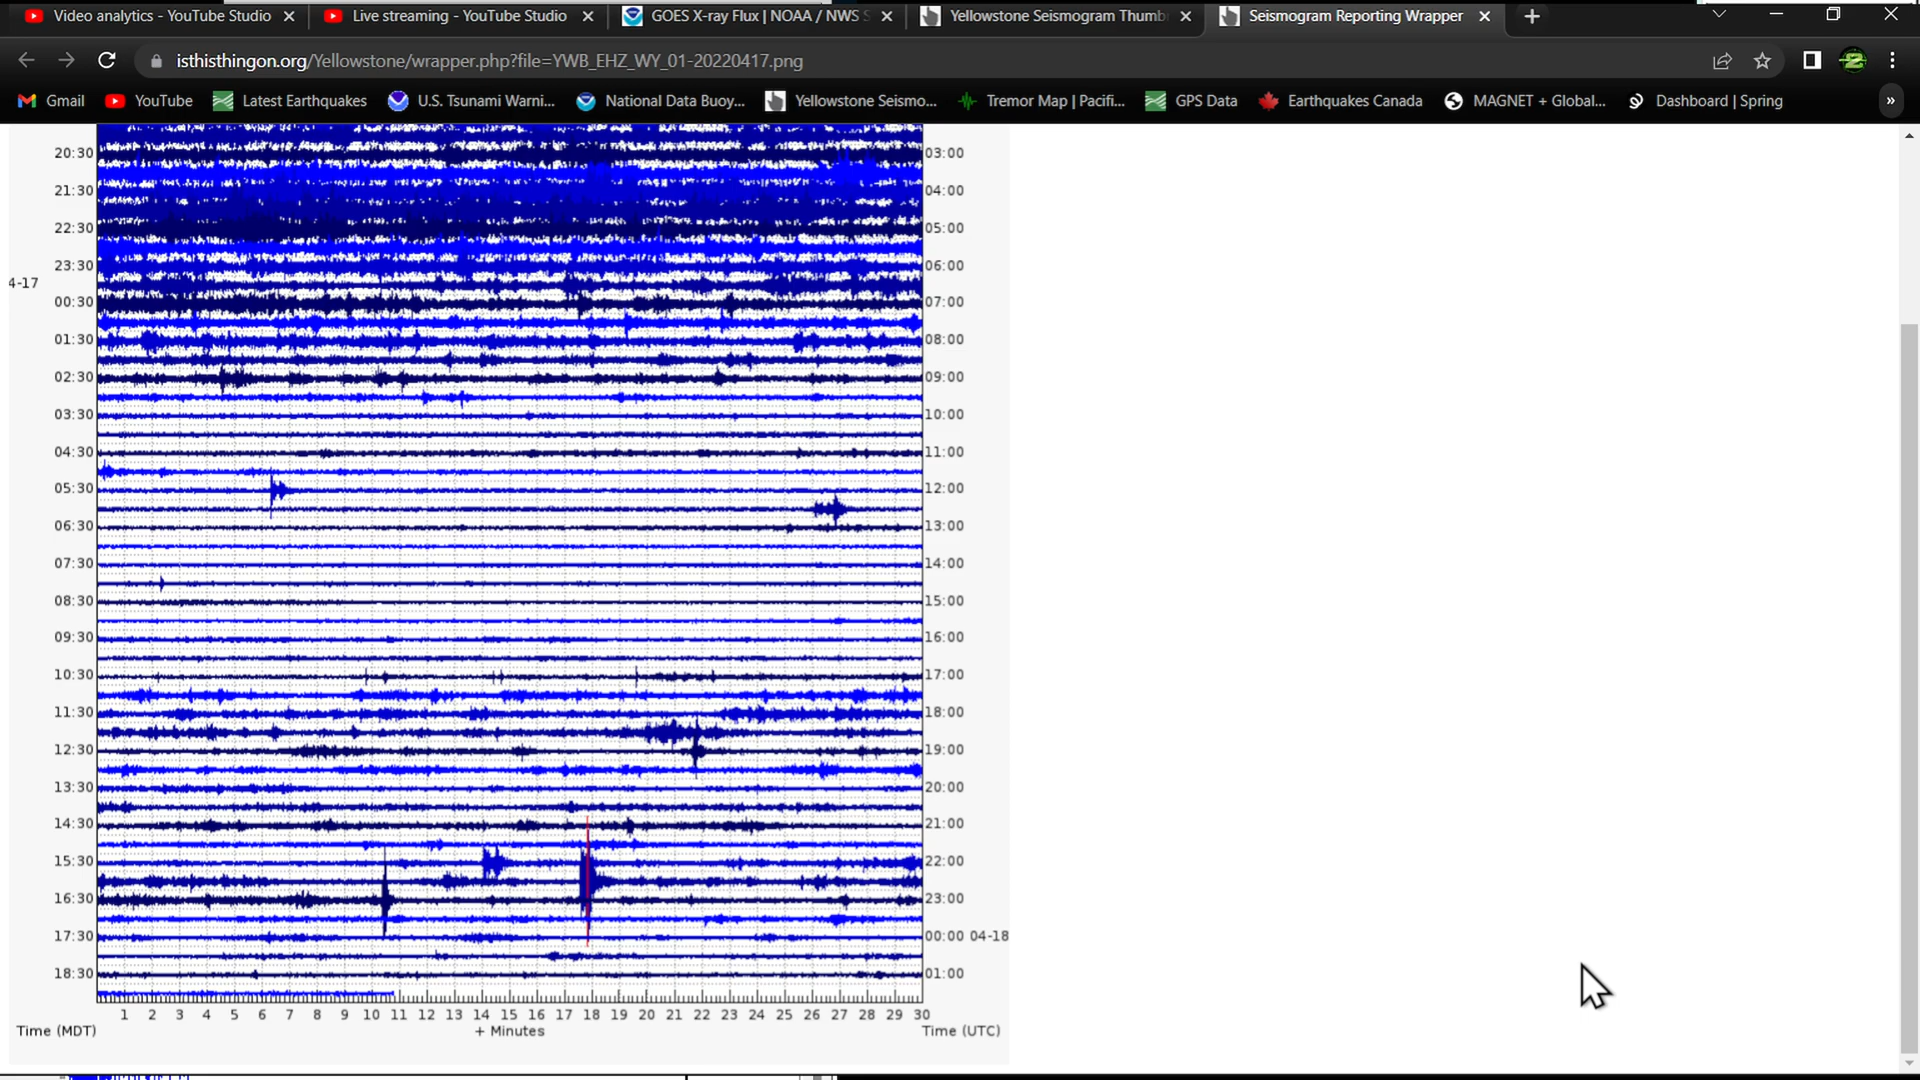 Video analytics - YouTube Studio
Live streaming - YouTube Studio
GOES X-ray Flux | NOAA / NWS S
Yellowstone Seismogram Thumb
Seismogram Reporting Wrapper
isthisthingon.org/Yellowstone/wrapper.php?file=YWB_EHZ_WY_01-20220417.png
Gmail YouTube Latest Earthquakes U.S. Tsunami Warni... National Data Buoy... Yellowstone Seismo... Tremor Map | Pacifi... GPS Data Earthquakes Canada MAGNET + Global... Dashboard | Spring »
20:30 03:00
21:30 04:00
22:30 05:00
23:30 06:00
4-17
00:30 07:00
01:30 08:00
02:30 09:00
03:30 10:00
04:30 11:00
05:30 12:00
06:30 13:00
07:30 14:00
08:30 15:00
09:30 16:00
10:30 17:00
11:30 18:00
12:30 19:00
13:30 20:00
14:30 21:00
15:30 22:00
16:30 23:00
17:30 00:00 04-18
18:30 01:00
1 2 3 4 5 6 7 8 9 10 11 12 13 14 15 16 17 18 19 20 21 22 23 24 25 26 27 28 29 30
Time (MDT) + Minutes Time (UTC)